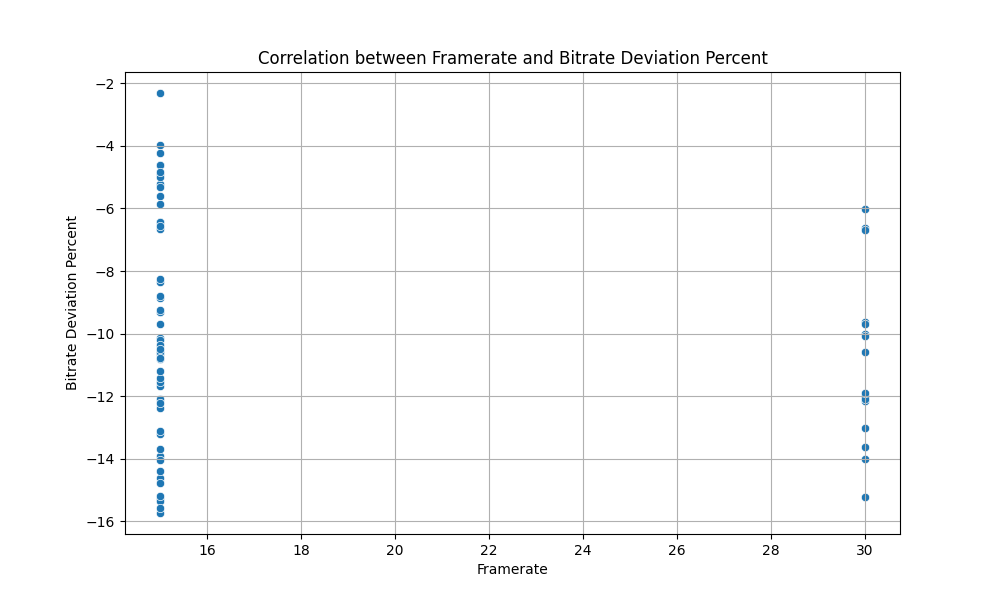 Correlation between Framerate and Bitrate Deviation Percent
−2
−4
−6
−8
−10
−12
−14
−16
Bitrate Deviation Percent
16 18 20 22 24 26 28 30
Framerate